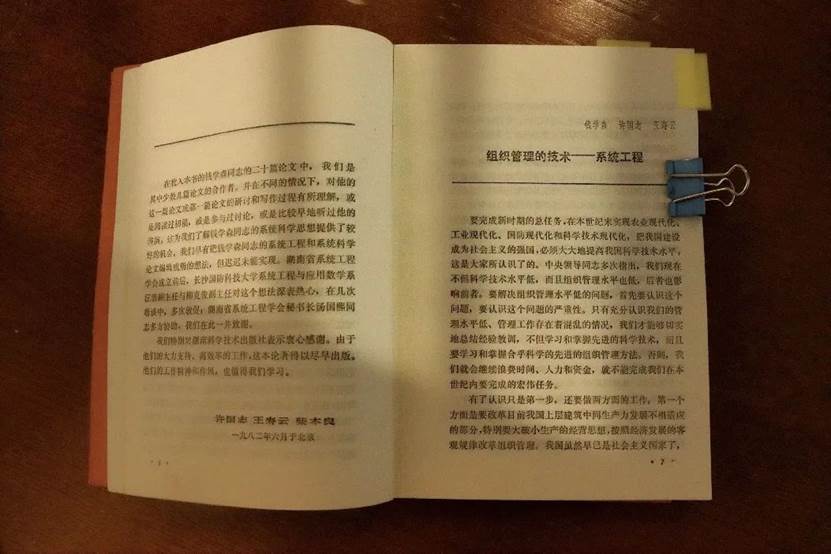 在收入本书的钱学森同志的二十篇论文中，我们是
其中少数几篇论文的合作者。并在不同的情况下，对他的
这一篇论文或那一篇论文的研讨和写作过程有所理解，或
是阅读过初稿，或是参与过讨论，或是比较早地听过他的
讲演。这为我们了解钱学森同志的系统科学思想提供了较
好的机会。我们早有把钱学森同志的系统工程和系统科学
论文编辑成册的想法，但迟迟未能实现。湖南省系统工程
学会成立前后，长沙国防科技大学系统工程与应用数学系
副主任与 副主任对这个想法深表热心，在几次
中，多次敦促；湖南省系统工程学会秘书长汤国熙同
志多方协助。我们在此一并致谢。
我们特别对湖南科学技术出版社表示衷心感谢。由于
他们的大力支持、高效率的工作，这本论著得以尽早出版。
他们的工作精神和作风，也值得我们学习。
许国志 王寿云 柴本良
一九八二年六月于北京
钱学森 许国志 王寿云
组织管理的技术——系统工程
要完成新时期的总任务，在本世纪末实现农业现代化、
工业现代化、国防现代化和科学技术现代化，把我国建设
成为社会主义的强国，必须大大地提高我国科学技术水平，
这是大家所认识了的。中央领导同志多次指出，我们现在
不但科学技术水平低，而且组织管理水平也低，后者也影
响前者。要解决组织管理水平低的问题，首先要认识这个
问题，要认识这个问题的严重性。只有充分认识我们的管
理水平低、管理工作存在着混乱的情况，我们才能够切实
地总结经验教训，不但学习和掌握先进的科学技术，而且
要学习和掌握合乎科学的先进的组织管理方法。否则，我
们就会继续浪费时间、人力和资金，就不能完成我们在本
世纪内要完成的宏伟任务。
有了认识只是第一步，还要做两方面的工作，第一个
方面是要改革目前我国上层建筑中同生产力发展不相适应
的部分，特别要大破小生产的经营思想，按照经济发展的客
观规律改革组织管理。我国虽然早已是社会主义国家了，
·7·